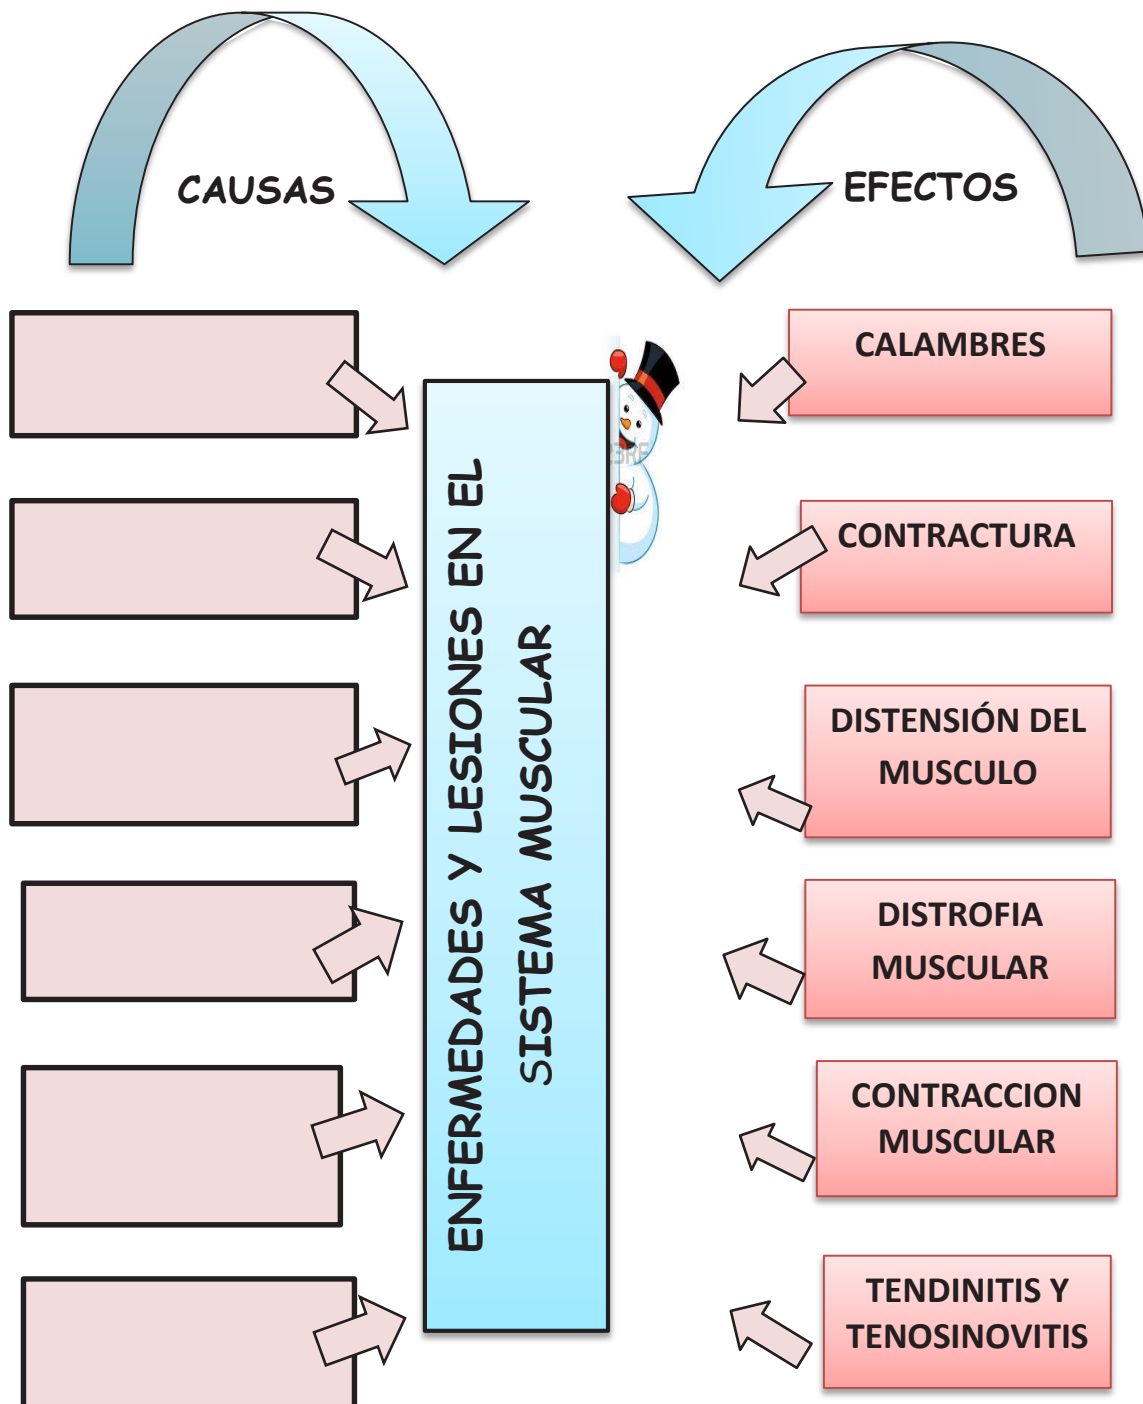 CAUSAS
EFECTOS
CALAMBRES
CONTRACTURA
DISTENSIÓN DEL
MUSCULO
DISTROFIA
MUSCULAR
CONTRACCION
MUSCULAR
TENDINITIS Y
TENOSINOVITIS
ENFERMEDADES Y LESIONES EN EL
SISTEMA MUSCULAR